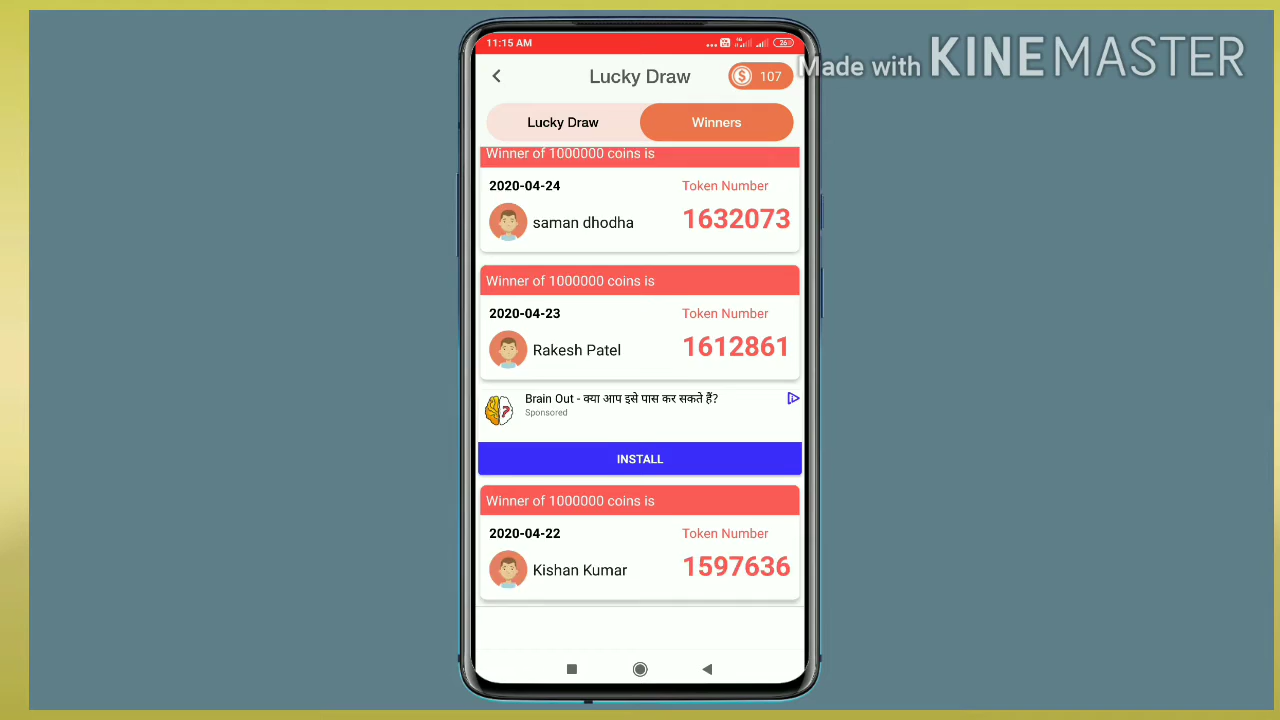 11:15 AM
26
Made with KINEMASTER
Lucky Draw
107
Lucky Draw
Winners
Winner of 1000000 coins is
2020-04-24
Token Number
saman dhodha
1632073
Winner of 1000000 coins is
2020-04-23
Token Number
Rakesh Patel
1612861
Brain Out - क्या आप इसे पास कर सकते हैं?
Sponsored
INSTALL
Winner of 1000000 coins is
2020-04-22
Token Number
Kishan Kumar
1597636